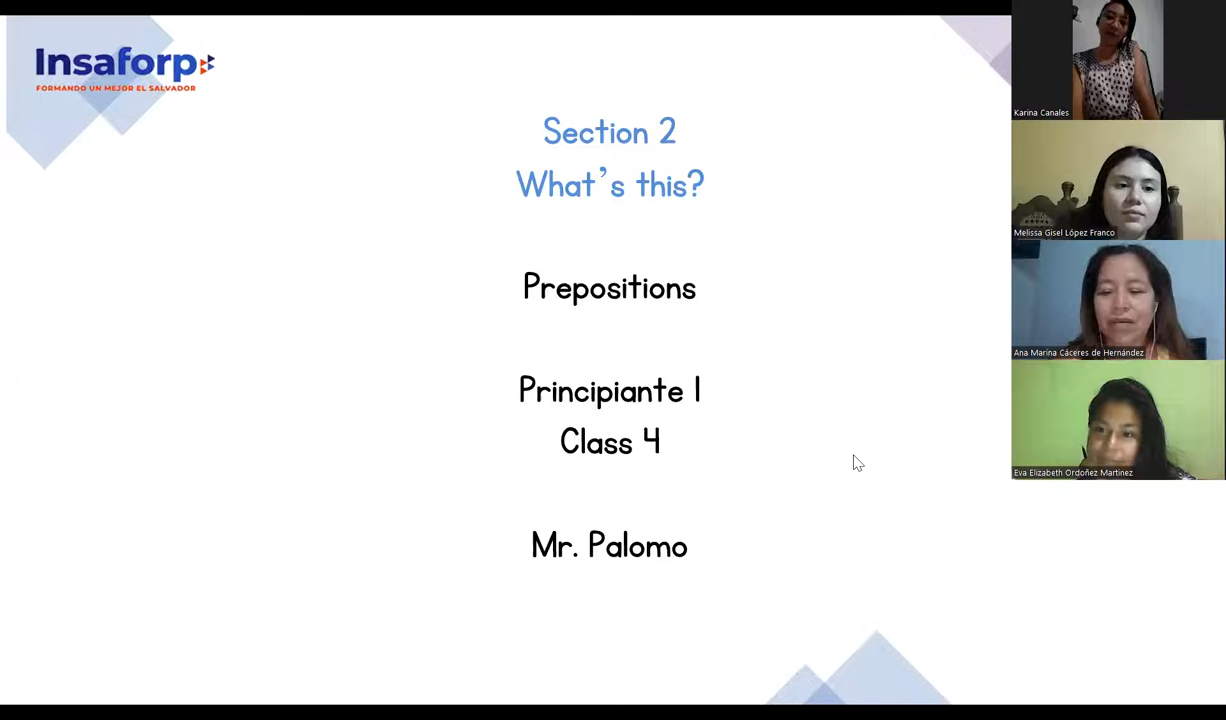 Insaforp
FORMANDO UN MEJOR EL SALVADOR
Section 2
What's this?
Prepositions
Principiante 1
Class 4
Mr. Palomo
Karina Canales
Melissa Gisel López Franco
Ana Marina Cáceres de Hernández
Eva Elizabeth Ordoñez Martinez